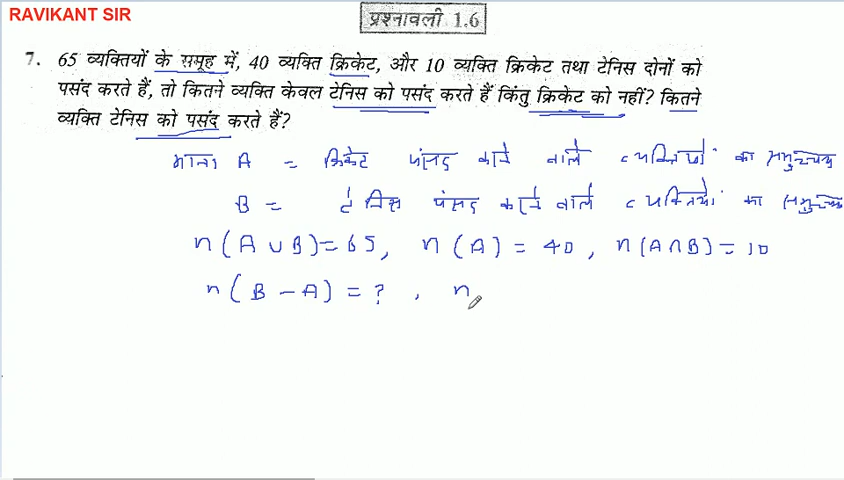 RAVIKANT SIR
प्रश्नावली 1.6
7. 65 व्यक्तियों के समूह में, 40 व्यक्ति क्रिकेट, और 10 व्यक्ति क्रिकेट तथा टेनिस दोनों को
पसंद करते हैं, तो कितने व्यक्ति केवल टेनिस को पसंद करते हैं किंतु क्रिकेट को नहीं? कितने
व्यक्ति टेनिस को पसंद करते हैं?
माना A = क्रिकेट पंसद करने वाले व्यक्तियों का समुच्चय
B = टेनिस पंसद करने वाले व्यक्तियों का समुच्चय
n(A∪B)=65, n(A)=40, n(A∩B)=10
n(B-A)=?, n